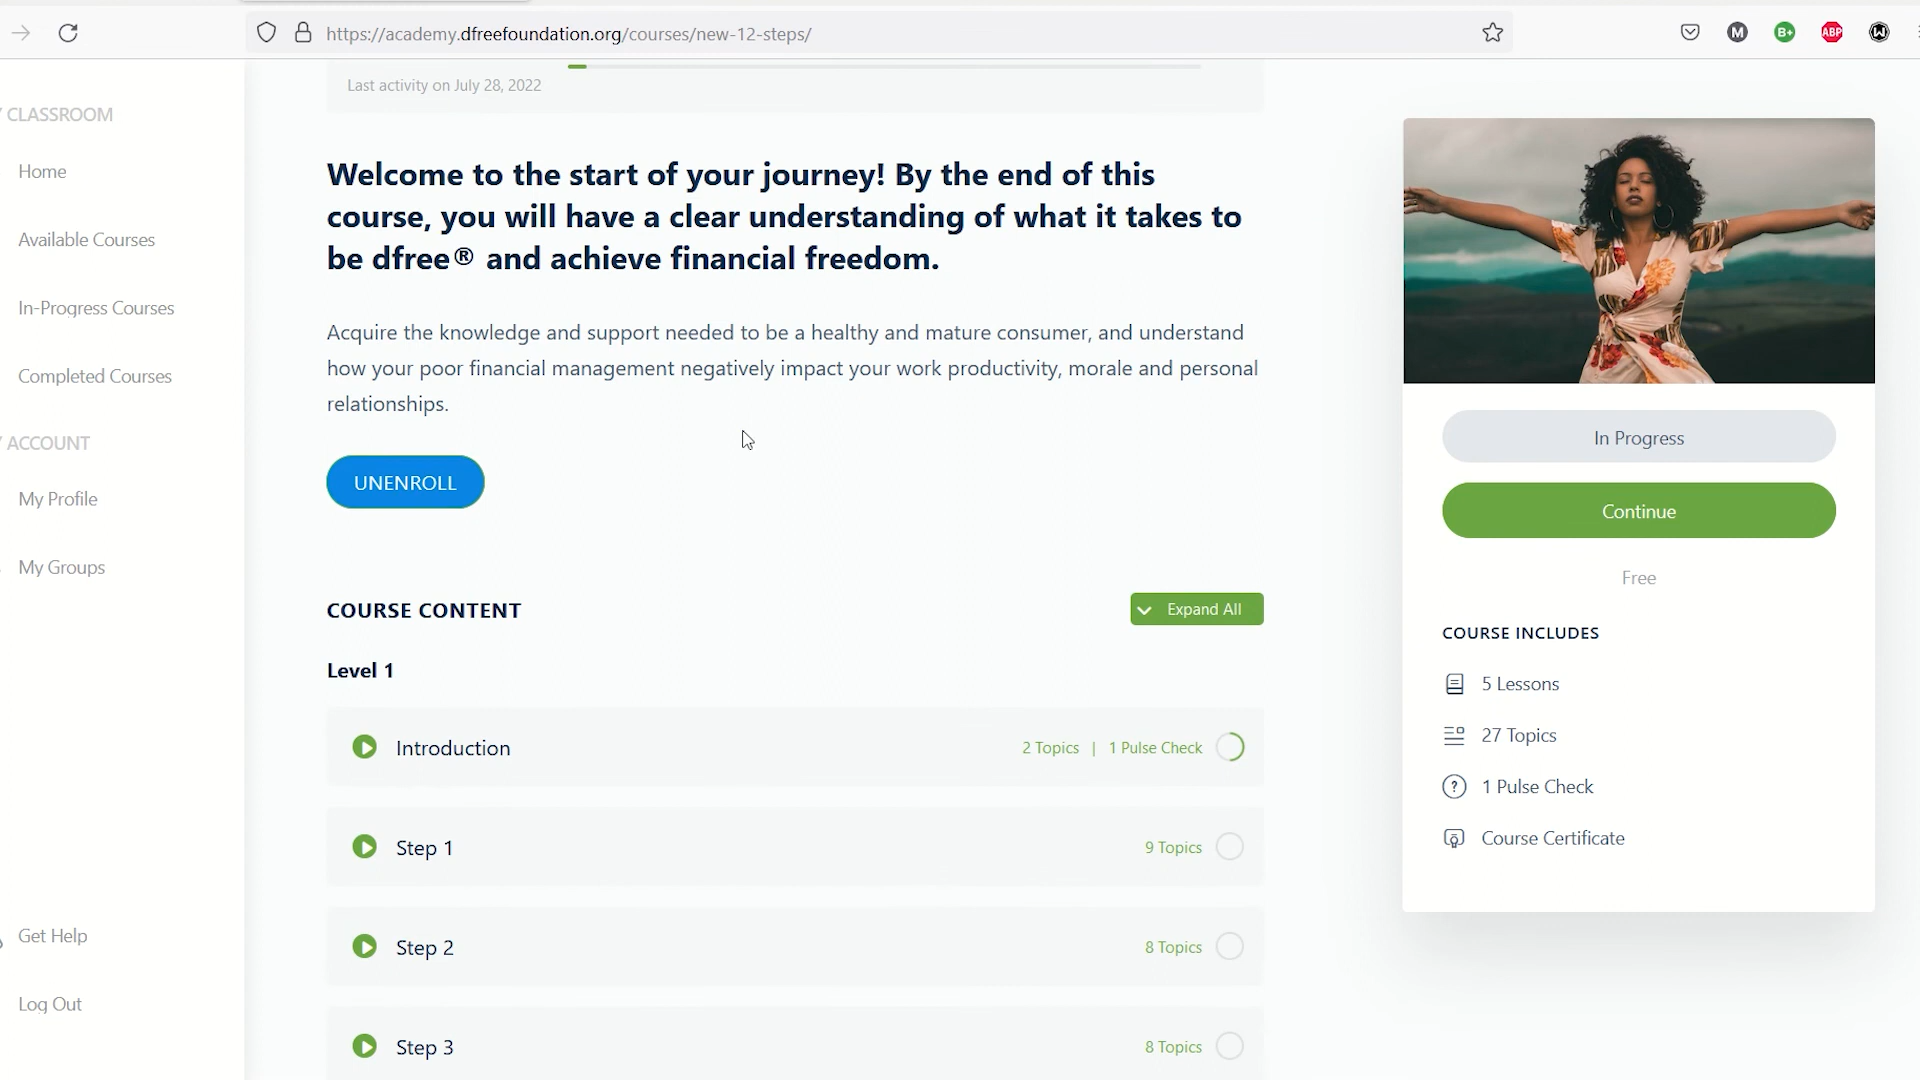 https://academy.dfreefoundation.org/courses/new-12-steps/
M
B+
ABP
CLASSROOM
Home
Available Courses
In-Progress Courses
Completed Courses
ACCOUNT
My Profile
My Groups
Get Help
Log Out
Last activity on July 28, 2022
Welcome to the start of your journey! By the end of this
course, you will have a clear understanding of what it takes to
be dfree® and achieve financial freedom.
Acquire the knowledge and support needed to be a healthy and mature consumer, and understand
how your poor financial management negatively impact your work productivity, morale and personal
relationships.
UNENROLL
COURSE CONTENT
Expand All
Level 1
Introduction
2 Topics | 1 Pulse Check
Step 1
9 Topics
Step 2
8 Topics
Step 3
8 Topics
In Progress
Continue
Free
COURSE INCLUDES
5 Lessons
27 Topics
1 Pulse Check
Course Certificate